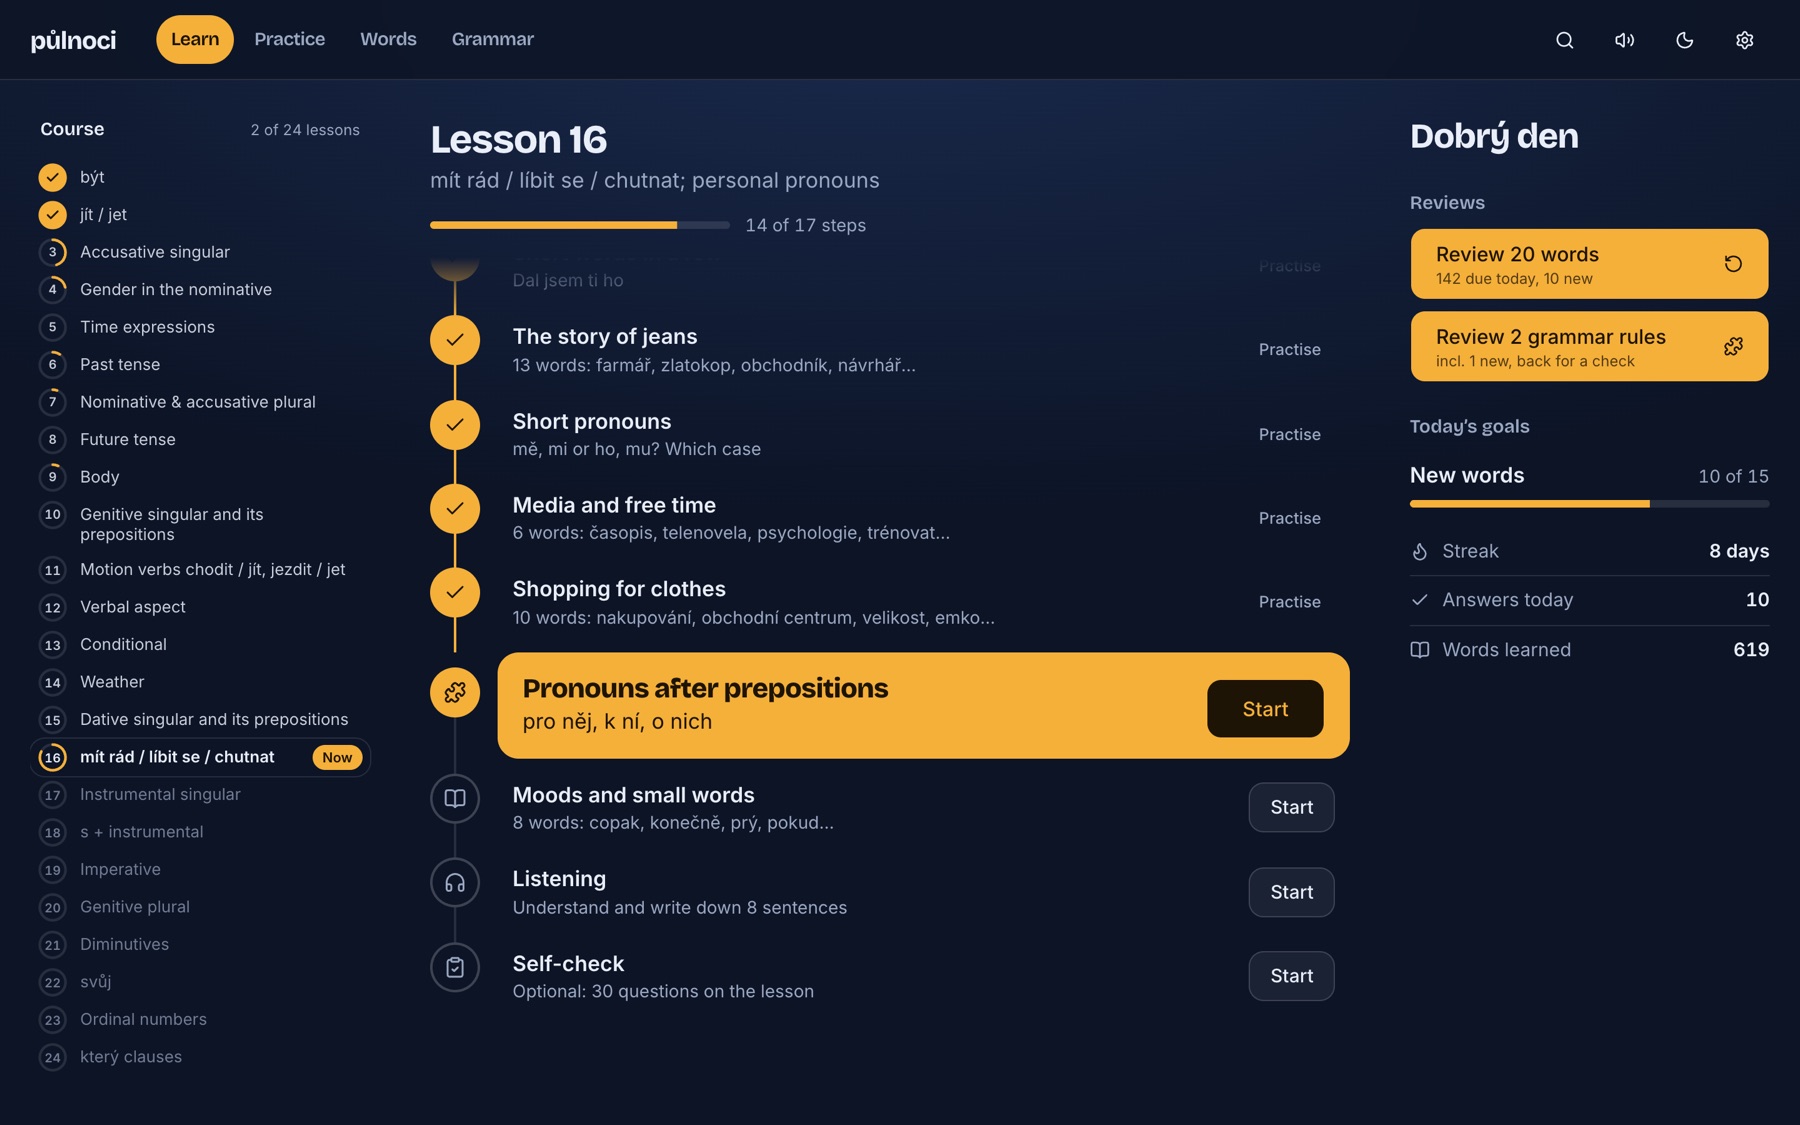 půlnoci
Learn
Practice
Words
Grammar
Course
2 of 24 lessons
být
jít / jet
3 Accusative singular
4 Gender in the nominative
5 Time expressions
6 Past tense
7 Nominative & accusative plural
8 Future tense
9 Body
10 Genitive singular and its
prepositions
11 Motion verbs chodit / jít, jezdit / jet
12 Verbal aspect
13 Conditional
14 Weather
15 Dative singular and its prepositions
16 mít rád / líbit se / chutnat Now
17 Instrumental singular
18 s + instrumental
19 Imperative
20 Genitive plural
21 Diminutives
22 svůj
23 Ordinal numbers
24 který clauses
Lesson 16
mít rád / líbit se / chutnat; personal pronouns
14 of 17 steps
Dal jsem ti ho
Practise
The story of jeans
13 words: farmář, zlatokop, obchodník, návrhář...
Practise
Short pronouns
mě, mi or ho, mu? Which case
Practise
Media and free time
6 words: časopis, telenovela, psychologie, trénovat...
Practise
Shopping for clothes
10 words: nakupování, obchodní centrum, velikost, emko...
Practise
Pronouns after prepositions
pro něj, k ní, o nich
Start
Moods and small words
8 words: copak, konečně, prý, pokud...
Start
Listening
Understand and write down 8 sentences
Start
Self-check
Optional: 30 questions on the lesson
Start
Dobrý den
Reviews
Review 20 words
142 due today, 10 new
Review 2 grammar rules
incl. 1 new, back for a check
Today's goals
New words 10 of 15
Streak 8 days
Answers today 10
Words learned 619